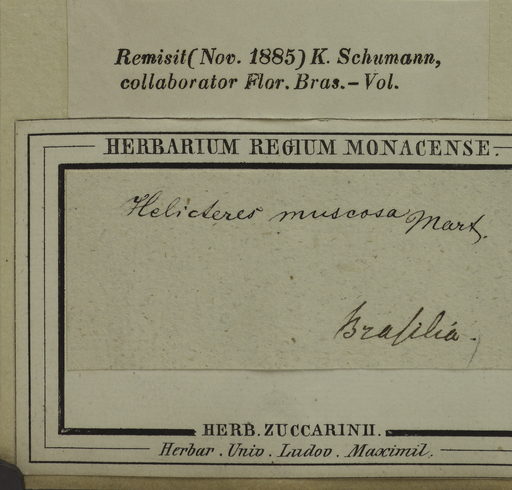 Remisit (Nov. 1885) K. Schumann,
collaborator Flor. Bras. – Vol.
HERBARIUM REGIUM MONACENSE.
Helicteres muscosa Mart.
Brasilia.
HERB. ZUCCARINII.
Herbar. Univ. Ludov. Maximil.